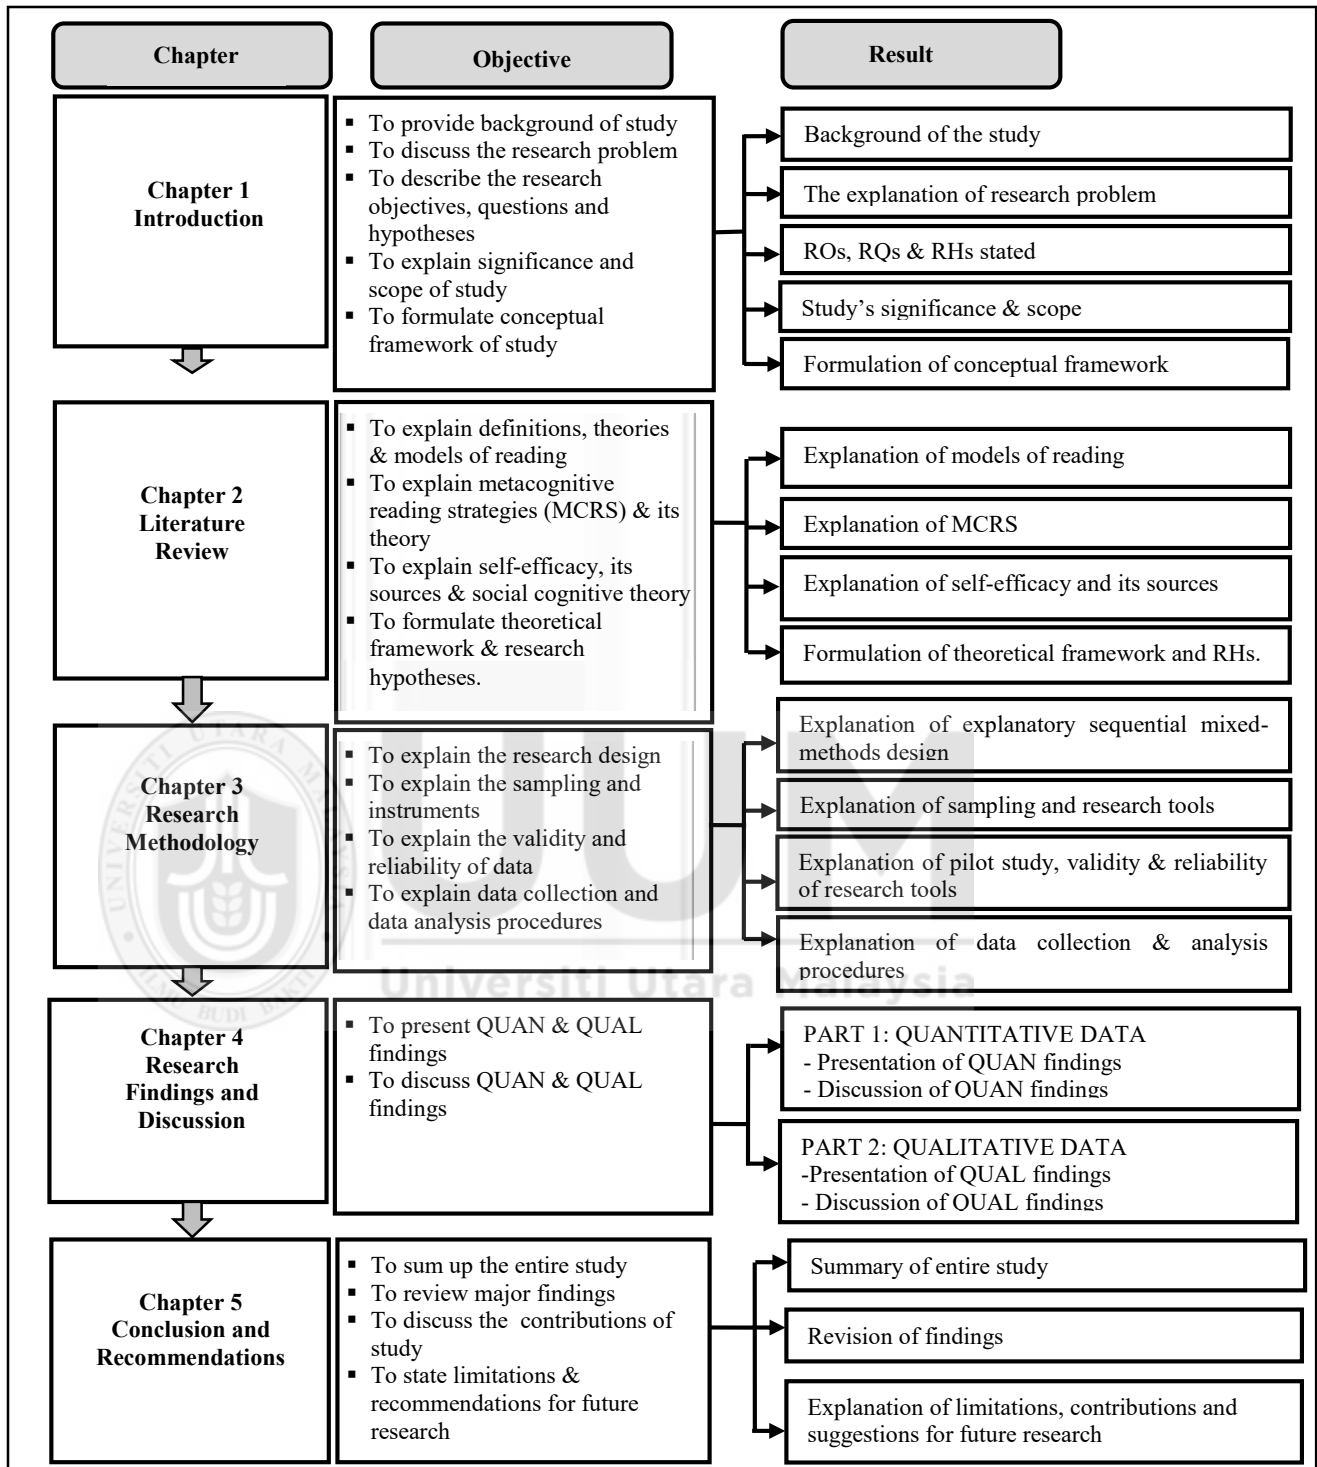 Chapter
Objective
Result
Chapter 1
Introduction
▪ To provide background of study
▪ To discuss the research problem
▪ To describe the research
objectives, questions and
hypotheses
▪ To explain significance and
scope of study
▪ To formulate conceptual
framework of study
Background of the study
The explanation of research problem
ROs, RQs & RHs stated
Study's significance & scope
Formulation of conceptual framework
Chapter 2
Literature
Review
▪ To explain definitions, theories
& models of reading
▪ To explain metacognitive
reading strategies (MCRS) & its
theory
▪ To explain self-efficacy, its
sources & social cognitive theory
▪ To formulate theoretical
framework & research
hypotheses.
Explanation of models of reading
Explanation of MCRS
Explanation of self-efficacy and its sources
Formulation of theoretical framework and RHs.
Chapter 3
Research
Methodology
▪ To explain the research design
▪ To explain the sampling and
instruments
▪ To explain the validity and
reliability of data
▪ To explain data collection and
data analysis procedures
Explanation of explanatory sequential mixed-
methods design
Explanation of sampling and research tools
Explanation of pilot study, validity & reliability
of research tools
Explanation of data collection & analysis
procedures
UNIVERSITI UTARA MALAYSIA
ILMU BUDI BAKTI
UUM
Universiti Utara Malaysia
Chapter 4
Research
Findings and
Discussion
▪ To present QUAN & QUAL
findings
▪ To discuss QUAN & QUAL
findings
PART 1: QUANTITATIVE DATA
- Presentation of QUAN findings
- Discussion of QUAN findings
PART 2: QUALITATIVE DATA
-Presentation of QUAL findings
- Discussion of QUAL findings
Chapter 5
Conclusion and
Recommendations
▪ To sum up the entire study
▪ To review major findings
▪ To discuss the contributions of
study
▪ To state limitations &
recommendations for future
research
Summary of entire study
Revision of findings
Explanation of limitations, contributions and
suggestions for future research